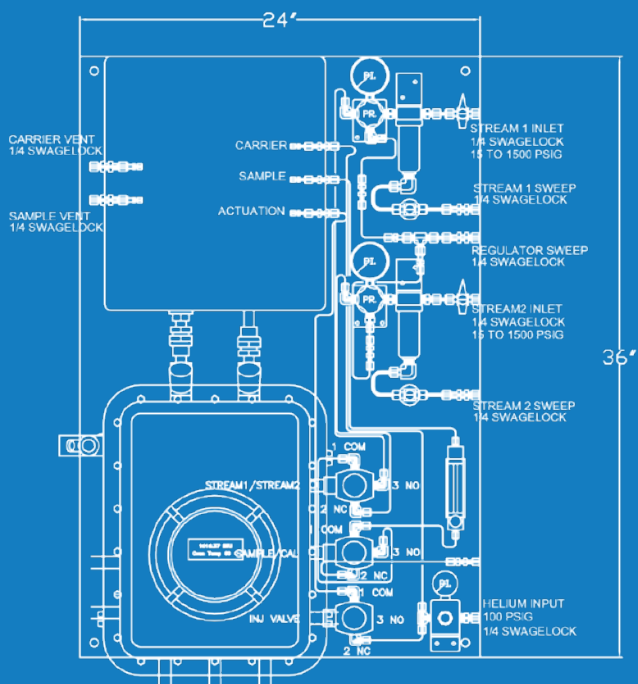 24"
CARRIER VENT
1/4 SWAGELOCK
SAMPLE VENT
1/4 SWAGELOCK
CARRIER
SAMPLE
ACTUATION
P.I.
PR.
STREAM 1 INLET
1/4 SWAGELOCK
15 TO 1500 PSIG
STREAM 1 SWEEP
1/4 SWAGELOCK
REGULATOR SWEEP
1/4 SWAGELOCK
P.I.
PR.
STREAM2 INLET
1/4 SWAGELOCK
15 TO 1500 PSIG
36"
STREAM 2 SWEEP
1/4 SWAGELOCK
1 COM
STREAM1/STREAM2
3 NO
2 NC
1 COM
SAMPLE/CAL
3 NO
2 NC
1 COM
INJ VALVE
3 NO
2 NC
P.I.
HELIUM INPUT
100 PSIG
1/4 SWAGELOCK